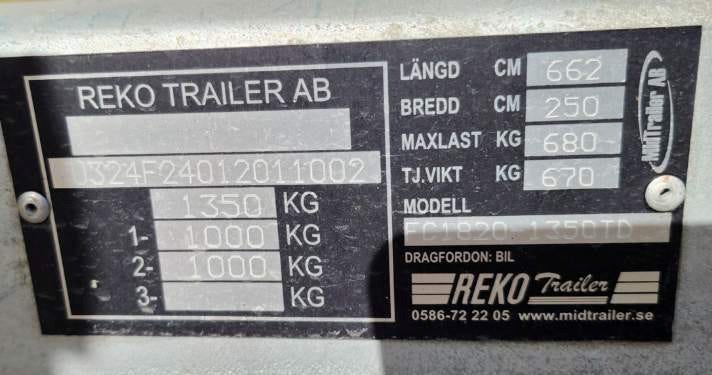 REKO TRAILER AB
0324F24012011002
1350 KG
1- 1000 KG
2- 1000 KG
3- KG
LÄNGD CM 662
BREDD CM 250
MAXLAST KG 680
TJ.VIKT KG 670
MODELL
1350TD
DRAGFORDON: BIL
REKO Trailer
0586-72 22 05 www.midtrailer.se
MidTrailer AB